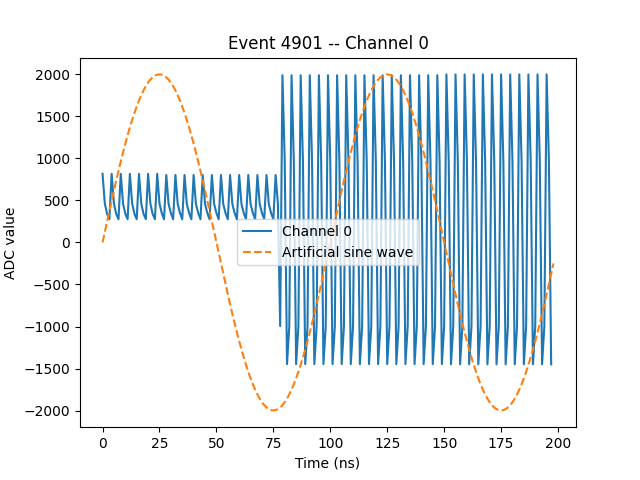 Event 4901 -- Channel 0
ADC value
2000
1500
1000
500
0
−500
−1000
−1500
−2000
Channel 0
Artificial sine wave
0 25 50 75 100 125 150 175 200
Time (ns)